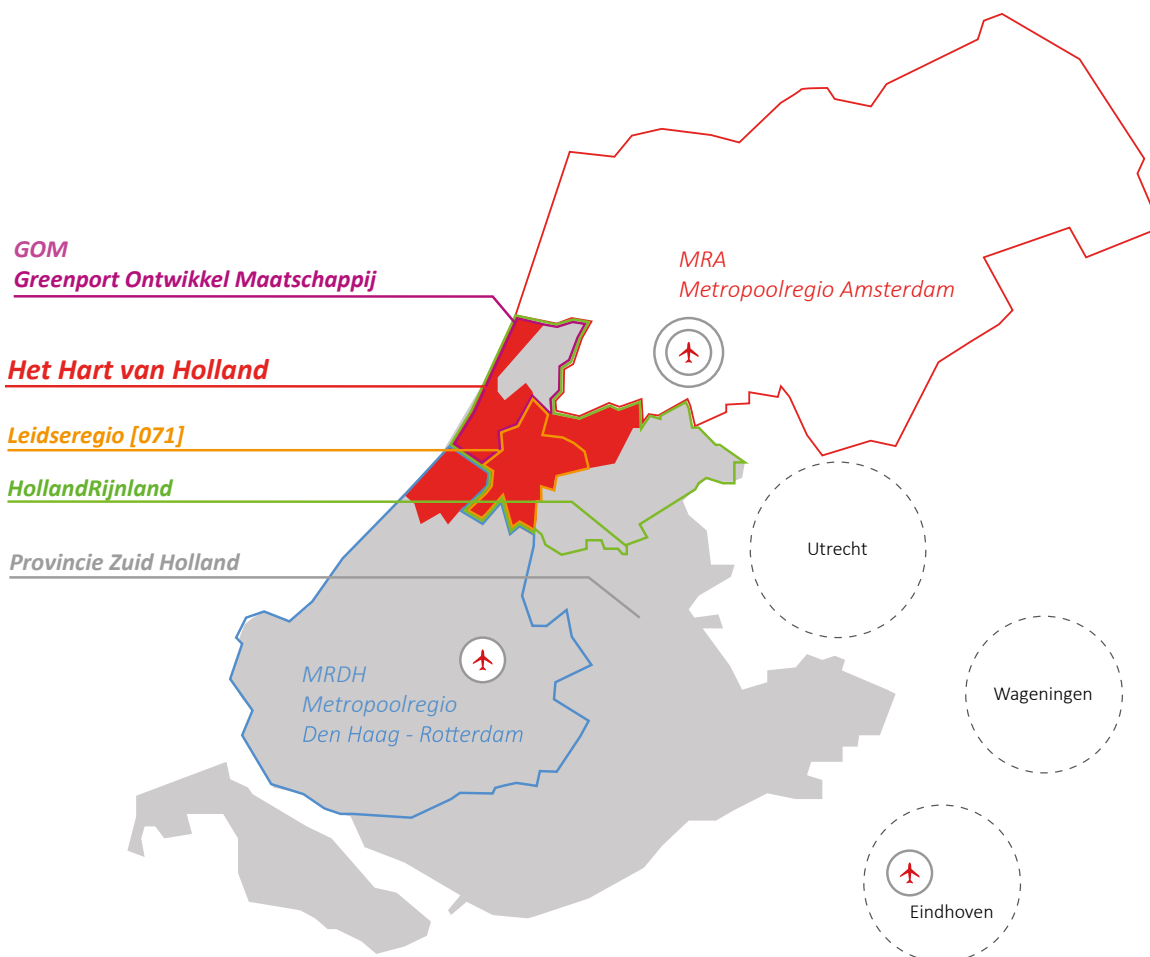 GOM
Greenport Ontwikkel Maatschappij
MRA
Metropoolregio Amsterdam
Het Hart van Holland
Leidseregio [071]
HollandRijnland
Provincie Zuid Holland
Utrecht
MRDH
Metropoolregio
Den Haag - Rotterdam
Wageningen
Eindhoven